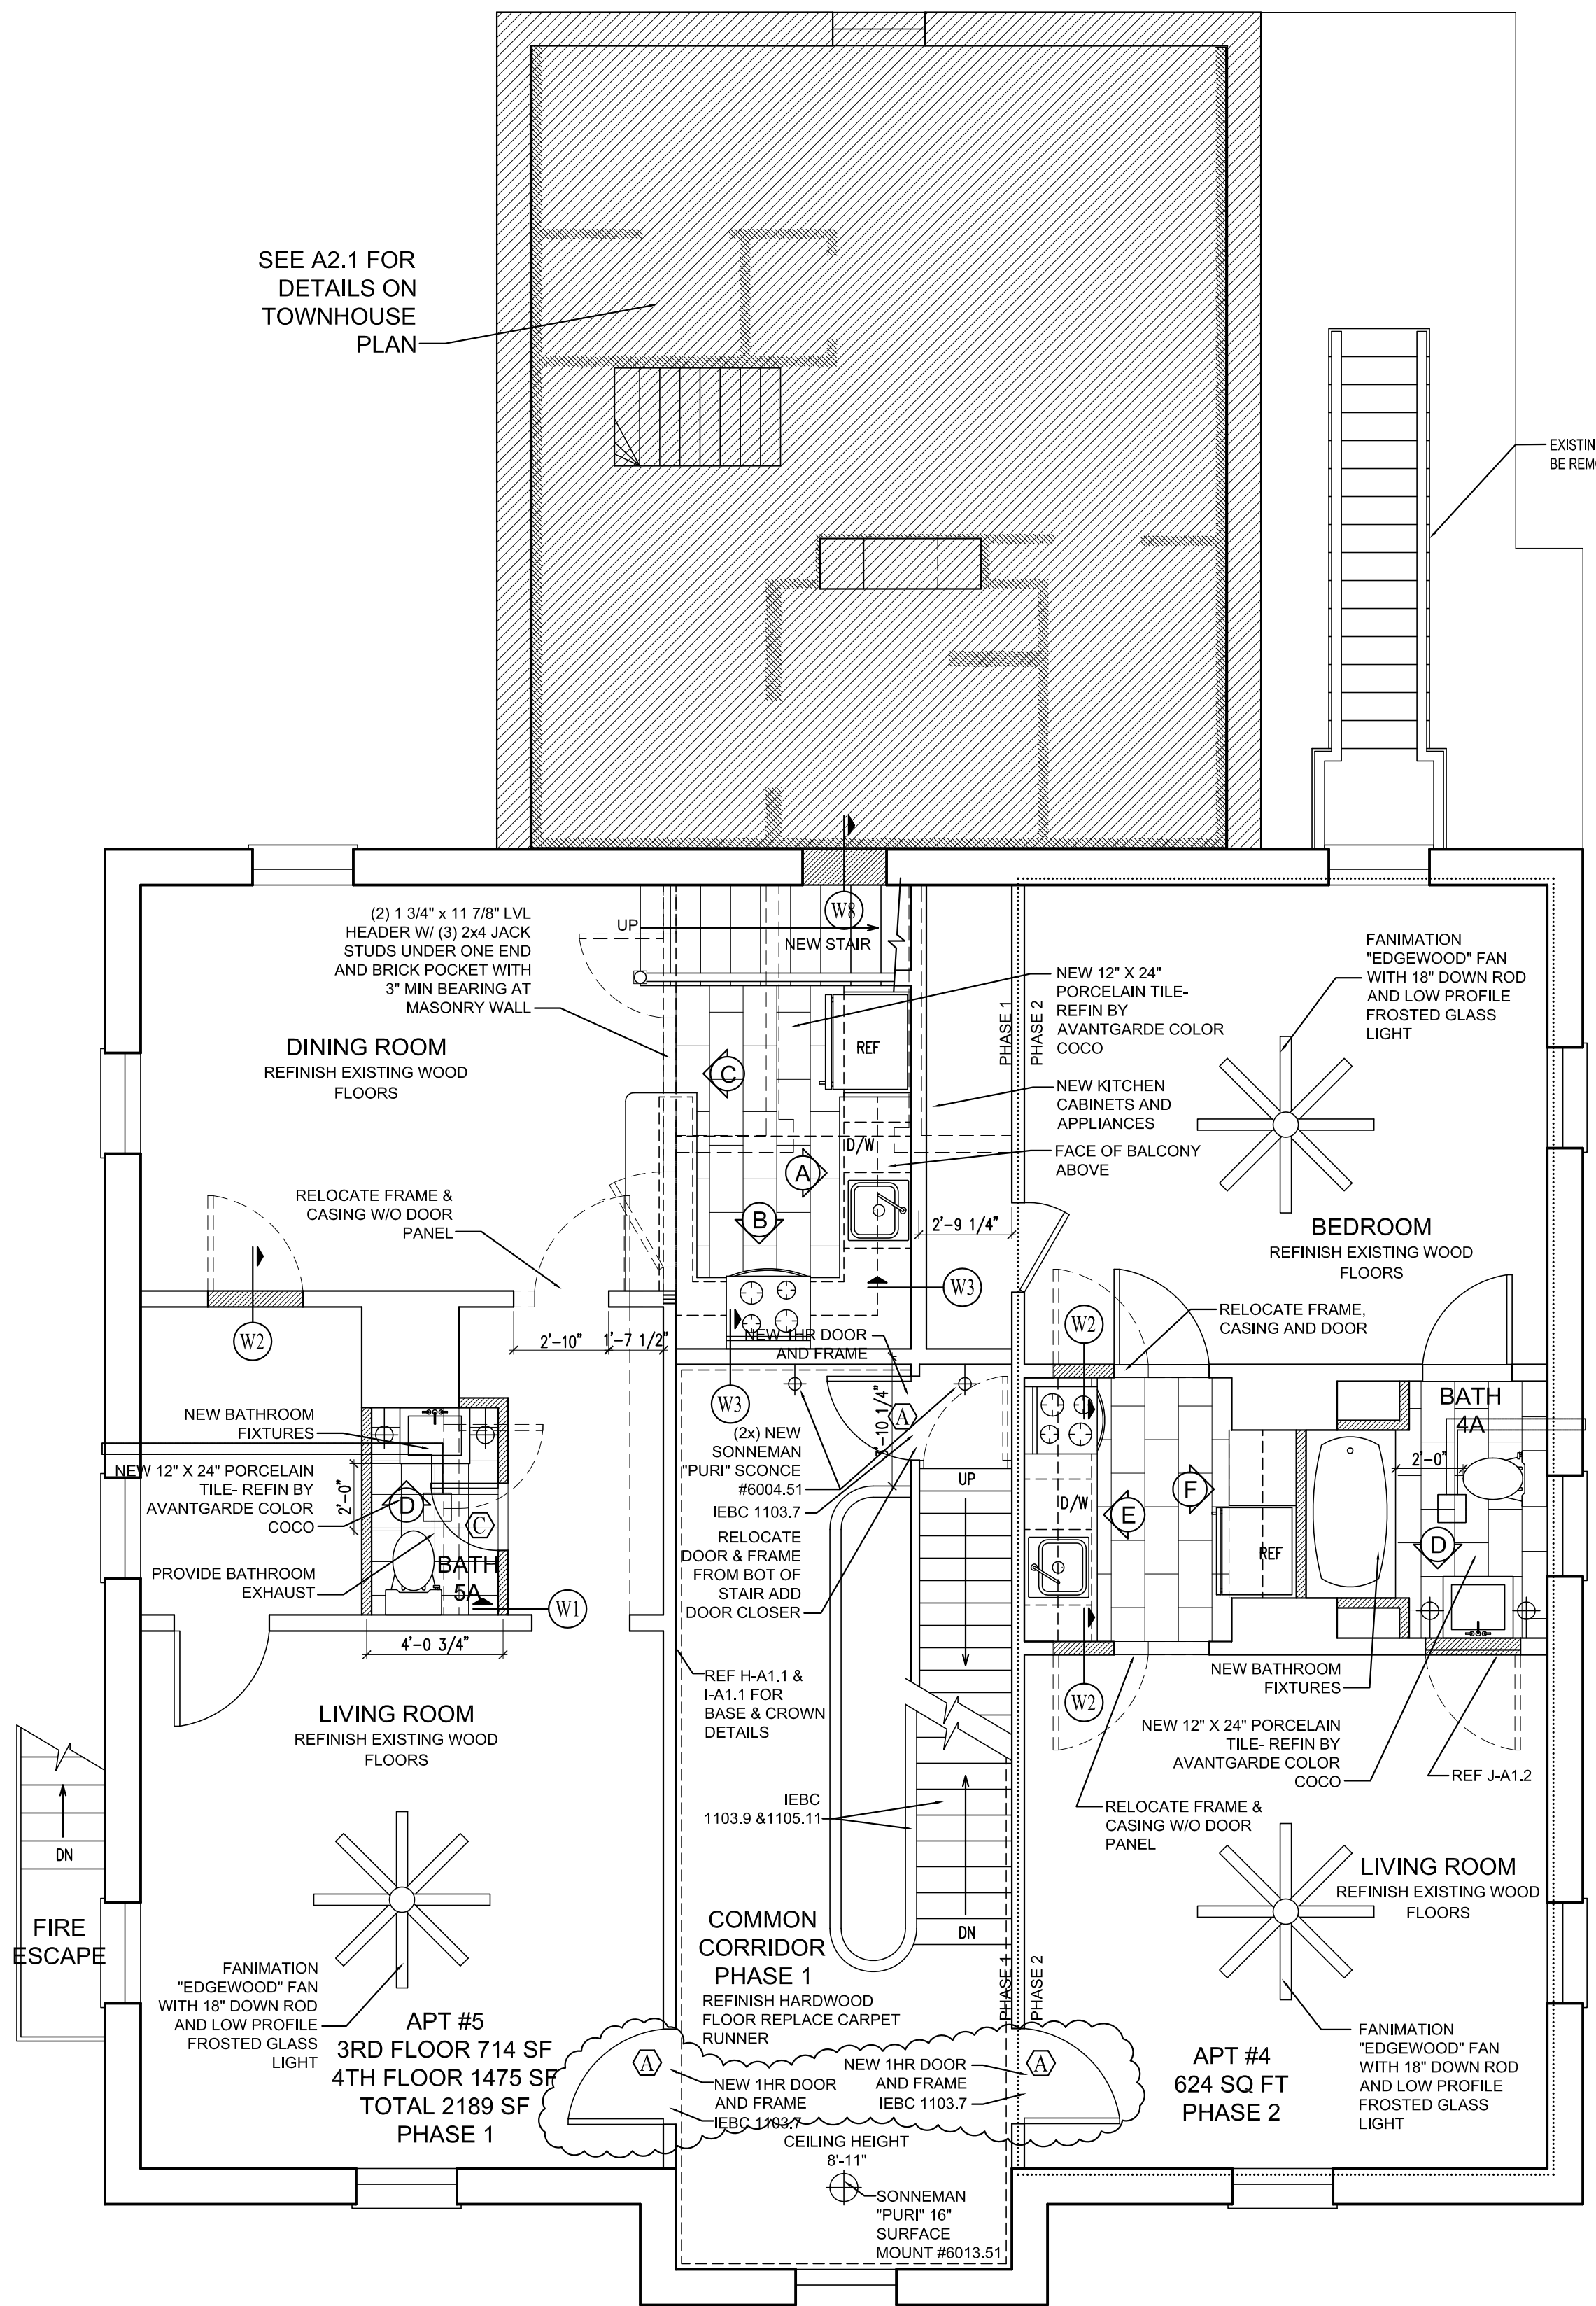 SEE A2.1 FOR
DETAILS ON
TOWNHOUSE
PLAN
BE
(2) 1 3/4" x 11 7/8" LVL
HEADER W/ (3) 2x4 JACK
STUDS UNDER ONE END
AND BRICK POCKET WITH
3" MIN BEARING AT
MASONRY WALL
UP
W8
NEW STAIR
REF
NEW 12" X 24"
PORCELAIN TILE-
REFIN BY
AVANTGARDE COLOR
COCO
PHASE 1
PHASE 2
FANIMATION
"EDGEWOOD" FAN
WITH 18" DOWN ROD
AND LOW PROFILE
FROSTED GLASS
LIGHT
DINING ROOM
REFINISH EXISTING WOOD
FLOORS
C
NEW KITCHEN
CABINETS AND
APPLIANCES
D/W
FACE OF BALCONY
ABOVE
A
RELOCATE FRAME &
CASING W/O DOOR
PANEL
B
2'-9 1/4"
BEDROOM
REFINISH EXISTING WOOD
FLOORS
W2
2'-10"
1'-7 1/2"
W3
W3
NEW 1HR DOOR
AND FRAME
W2
RELOCATE FRAME,
CASING AND DOOR
3'-10 1/4"
A
(2x) NEW
SONNEMAN
"PURI" SCONCE
#6004.51
IEBC 1103.7
RELOCATE
DOOR & FRAME
FROM BOT OF
STAIR ADD
DOOR CLOSER
UP
NEW BATHROOM
FIXTURES
NEW 12" X 24" PORCELAIN
TILE- REFIN BY
AVANTGARDE COLOR
COCO
2'-0"
D
C
PROVIDE BATHROOM
EXHAUST
BATH
5A
W1
4'-0 3/4"
BATH
4A
2'-0"
D/W
E
F
REF
D
W2
NEW BATHROOM
FIXTURES
NEW 12" X 24" PORCELAIN
TILE- REFIN BY
AVANTGARDE COLOR
COCO
REF J-A1.2
LIVING ROOM
REFINISH EXISTING WOOD
FLOORS
REF H-A1.1 &
I-A1.1 FOR
BASE & CROWN
DETAILS
IEBC
1103.9 &1105.11
RELOCATE FRAME &
CASING W/O DOOR
PANEL
DN
FIRE
ESCAPE
LIVING ROOM
REFINISH EXISTING WOOD
FLOORS
DN
COMMON
CORRIDOR
PHASE 1
REFINISH HARDWOOD
FLOOR REPLACE CARPET
RUNNER
PHASE 1
PHASE 2
FANIMATION
"EDGEWOOD" FAN
WITH 18" DOWN ROD
AND LOW PROFILE
FROSTED GLASS
LIGHT
APT #5
3RD FLOOR 714 SF
4TH FLOOR 1475 SF
TOTAL 2189 SF
PHASE 1
A
NEW 1HR DOOR
AND FRAME
IEBC 1103.7
NEW 1HR DOOR
AND FRAME
IEBC 1103.7
A
APT #4
624 SQ FT
PHASE 2
FANIMATION
"EDGEWOOD" FAN
WITH 18" DOWN ROD
AND LOW PROFILE
FROSTED GLASS
LIGHT
CEILING HEIGHT
8'-11"
SONNEMAN
"PURI" 16"
SURFACE
MOUNT #6013.51